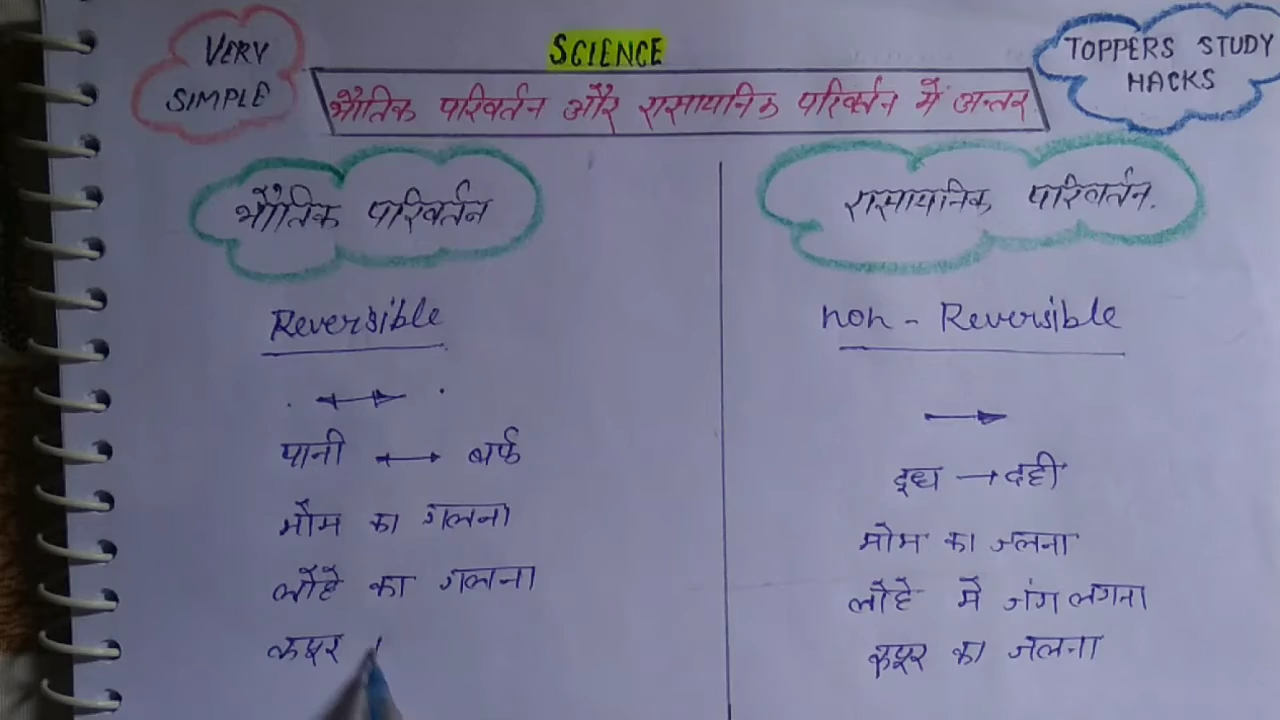 VERY
SIMPLE
SCIENCE
TOPPERS STUDY
HACKS
भौतिक परिवर्तन और रासायनिक परिवर्तन में अन्तर
भौतिक परिवर्तन
Reversible
पानी ↔ बर्फ
मोम का गलना
लोहे का गलना
कपूर
रासायनिक परिवर्तन.
non - Reversible
→
दूध → दही
मोम का जलना
लोहे में जंग लगना
कपूर का जलना